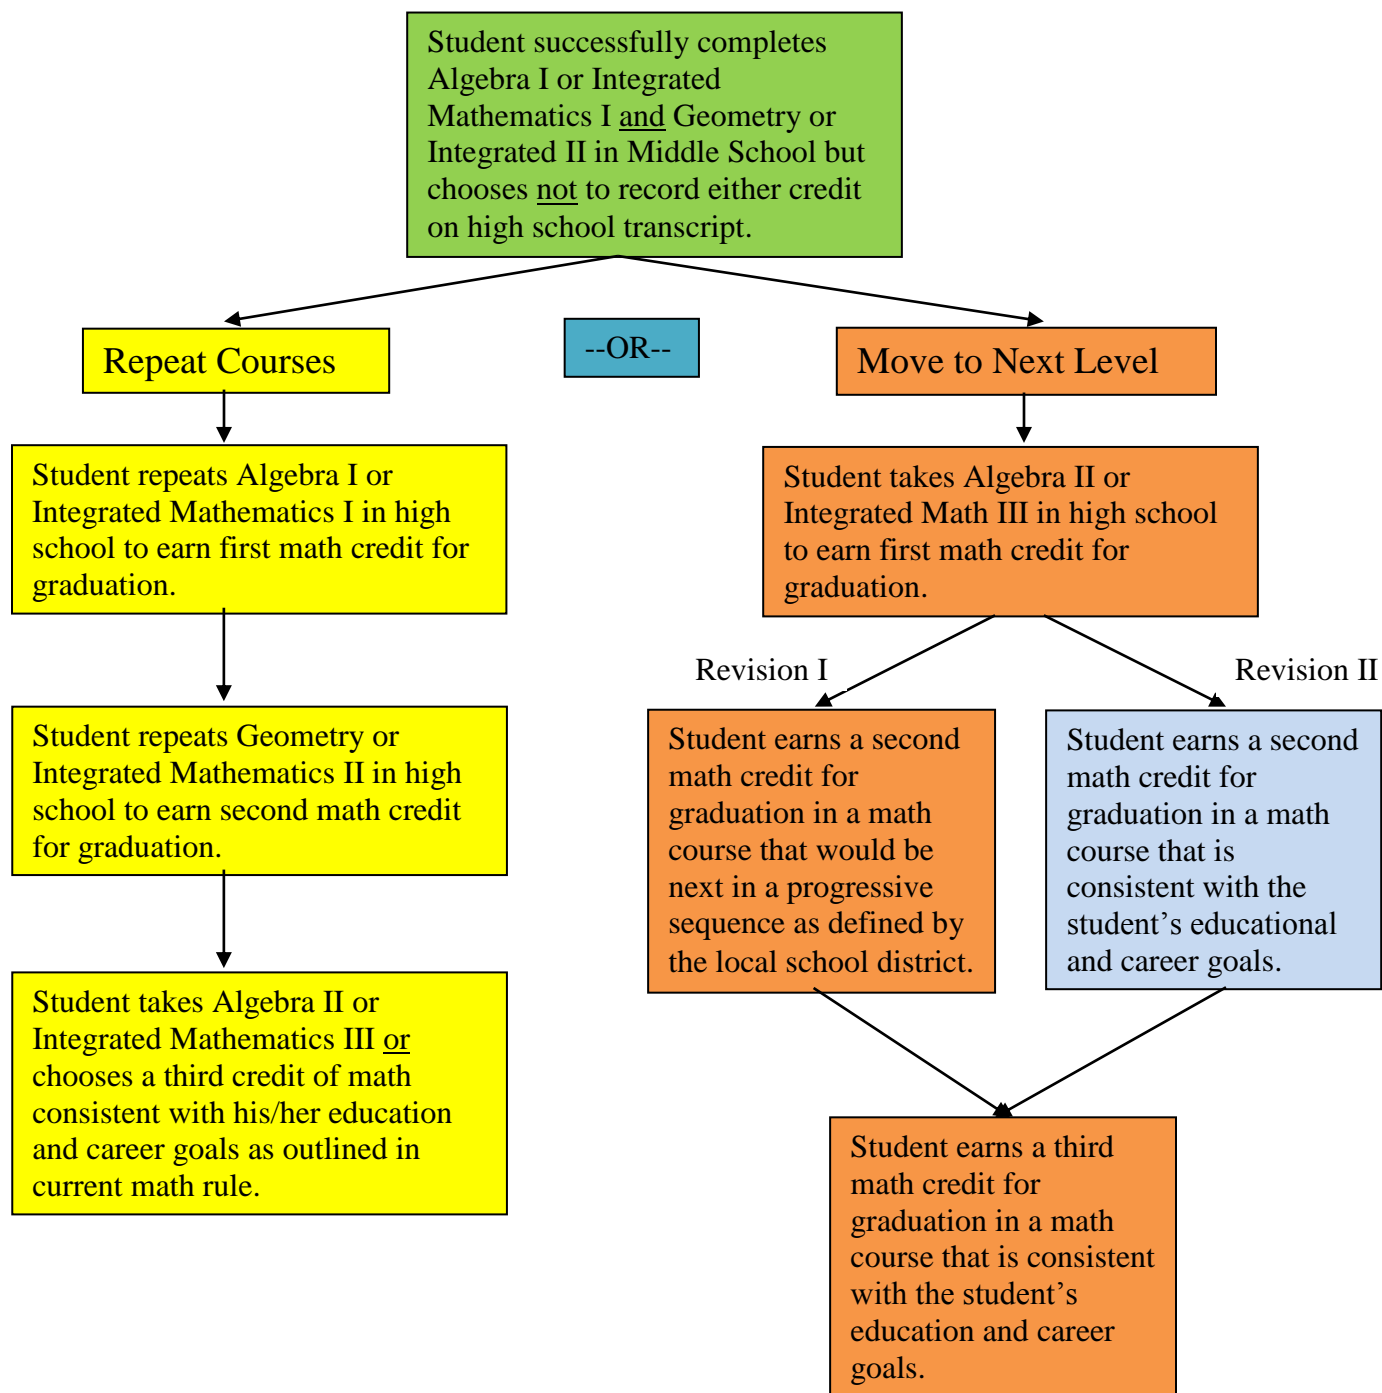 Student successfully completes
Algebra I or Integrated
Mathematics I and Geometry or
Integrated II in Middle School but
chooses not to record either credit
on high school transcript.
Repeat Courses
--OR--
Move to Next Level
Student repeats Algebra I or
Integrated Mathematics I in high
school to earn first math credit for
graduation.
Student takes Algebra II or
Integrated Math III in high school
to earn first math credit for
graduation.
Revision I
Revision II
Student repeats Geometry or
Integrated Mathematics II in high
school to earn second math credit
for graduation.
Student earns a second
math credit for
graduation in a math
course that would be
next in a progressive
sequence as defined by
the local school district.
Student earns a second
math credit for
graduation in a math
course that is
consistent with the
student’s educational
and career goals.
Student takes Algebra II or
Integrated Mathematics III or
chooses a third credit of math
consistent with his/her education
and career goals as outlined in
current math rule.
Student earns a third
math credit for
graduation in a math
course that is consistent
with the student’s
education and career
goals.